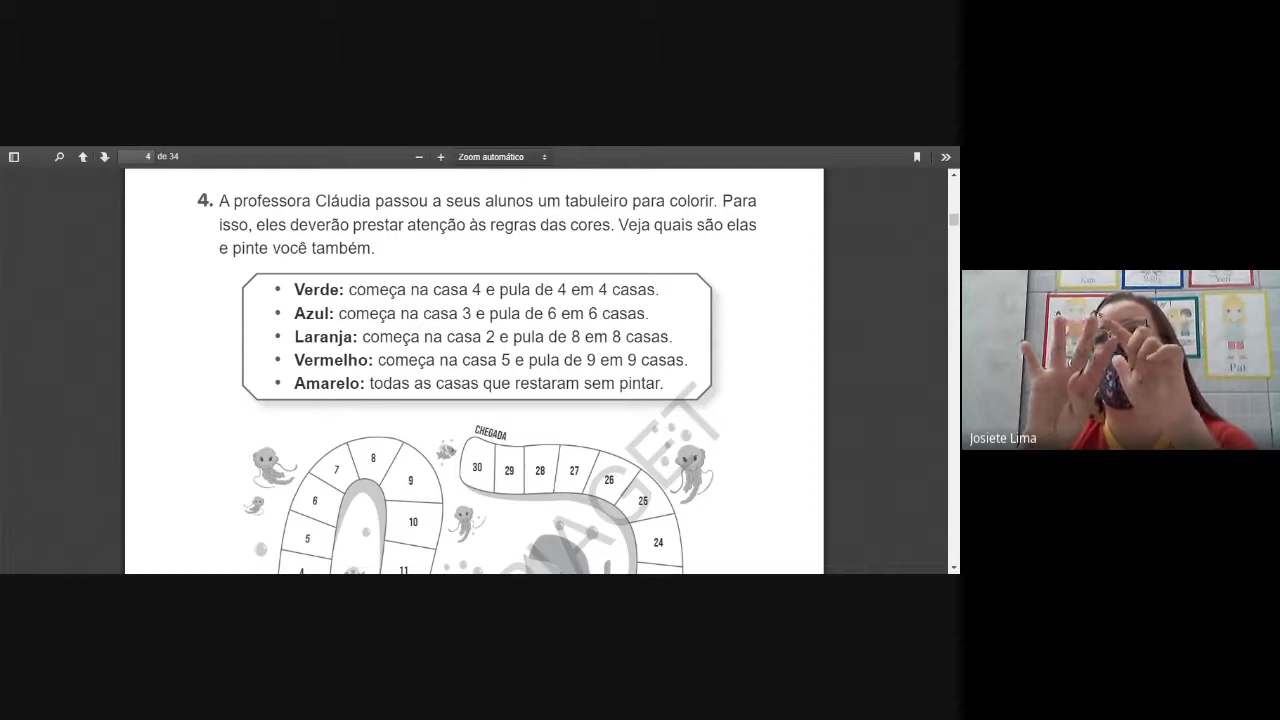 4 de 34
Zoom automático
4. A professora Cláudia passou a seus alunos um tabuleiro para colorir. Para
isso, eles deverão prestar atenção às regras das cores. Veja quais são elas
e pinte você também.
• Verde: começa na casa 4 e pula de 4 em 4 casas.
• Azul: começa na casa 3 e pula de 6 em 6 casas.
• Laranja: começa na casa 2 e pula de 8 em 8 casas.
• Vermelho: começa na casa 5 e pula de 9 em 9 casas.
• Amarelo: todas as casas que restaram sem pintar.
CHEGADA
7 8 9 30 29 28 27 26
6 25
10
5 24
4 11
Pat
Josiete Lima